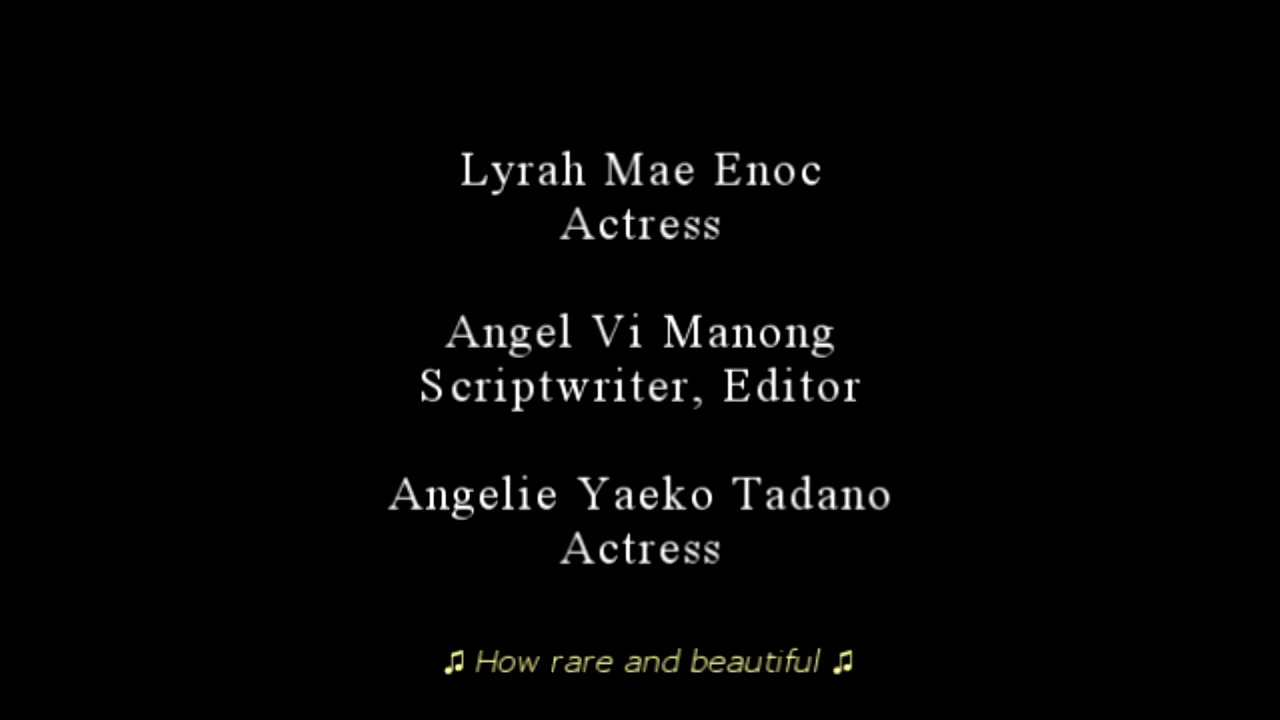 Lyrah Mae Enoc
Actress
Angel Vi Manong
Scriptwriter, Editor
Angelie Yaeko Tadano
Actress
♫ How rare and beautiful ♫